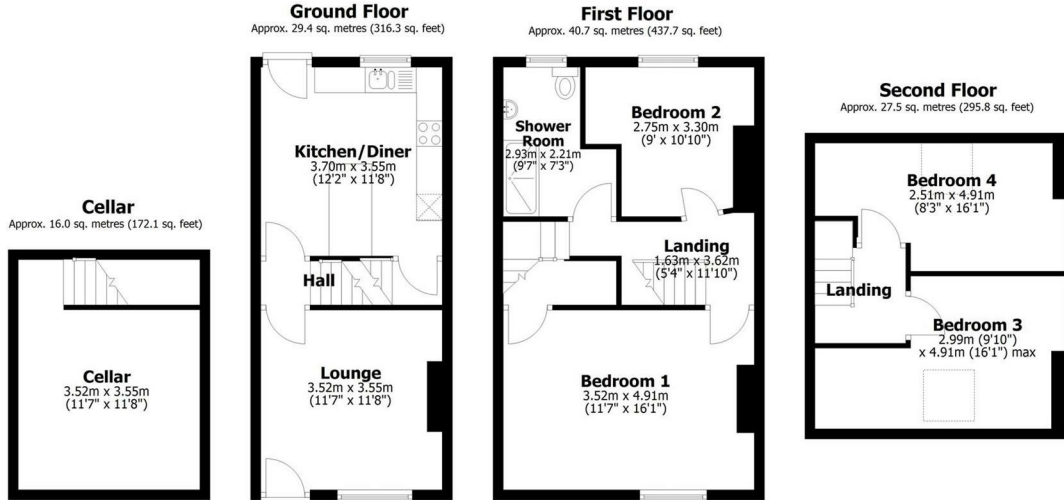 Cellar
Approx. 16.0 sq. metres (172.1 sq. feet)
Cellar
3.52m x 3.55m
(11'7" x 11'8")
Ground Floor
Approx. 29.4 sq. metres (316.3 sq. feet)
Kitchen/Diner
3.70m x 3.55m
(12'2" x 11'8")
Hall
Lounge
3.52m x 3.55m
(11'7" x 11'8")
First Floor
Approx. 40.7 sq. metres (437.7 sq. feet)
Shower
Room
2.93m x 2.21m
(9'7" x 7'3")
Bedroom 2
2.75m x 3.30m
(9' x 10'10")
Landing
1.63m x 3.62m
(5'4" x 11'10")
Bedroom 1
3.52m x 4.91m
(11'7" x 16'1")
Second Floor
Approx. 27.5 sq. metres (295.8 sq. feet)
Bedroom 4
2.51m x 4.91m
(8'3" x 16'1")
Landing
Bedroom 3
2.99m (9'10")
x 4.91m (16'1") max